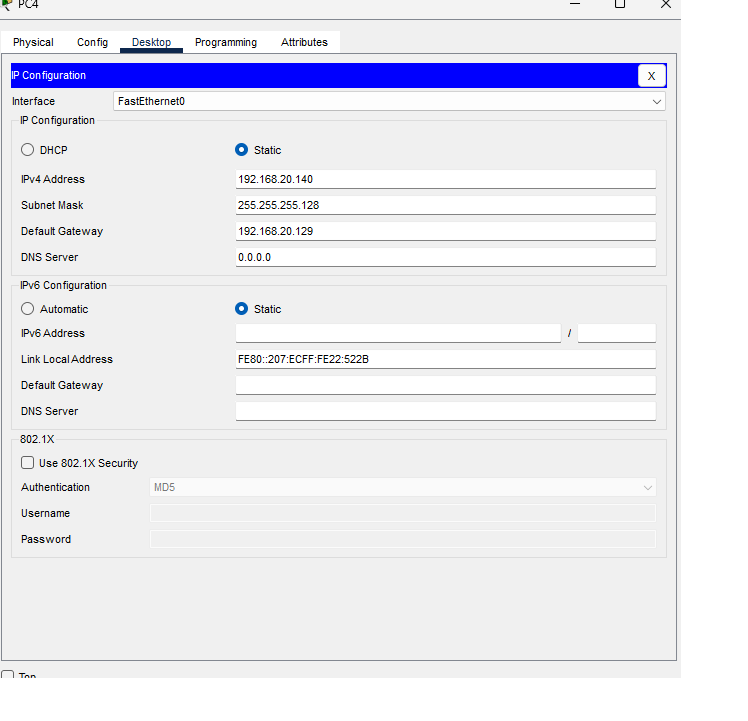 PC4
Physical Config Desktop Programming Attributes
IP Configuration X
Interface FastEthernet0
IP Configuration
DHCP Static
IPv4 Address 192.168.20.140
Subnet Mask 255.255.255.128
Default Gateway 192.168.20.129
DNS Server 0.0.0.0
IPv6 Configuration
Automatic Static
IPv6 Address /
Link Local Address FE80::207:ECFF:FE22:522B
Default Gateway
DNS Server
802.1X
Use 802.1X Security
Authentication MD5
Username
Password
Top